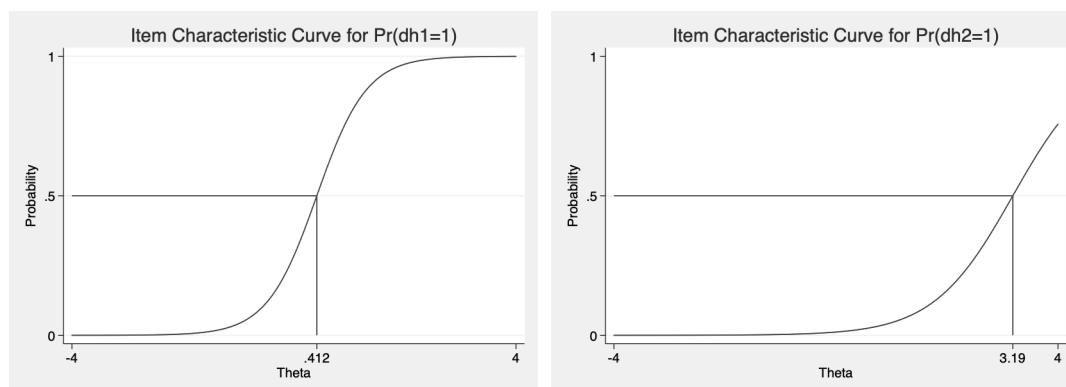 Item Characteristic Curve for Pr(dh1=1)
1
.5
0
Probability
-4
.412
4
Theta
Item Characteristic Curve for Pr(dh2=1)
1
.5
0
Probability
-4
3.19
4
Theta